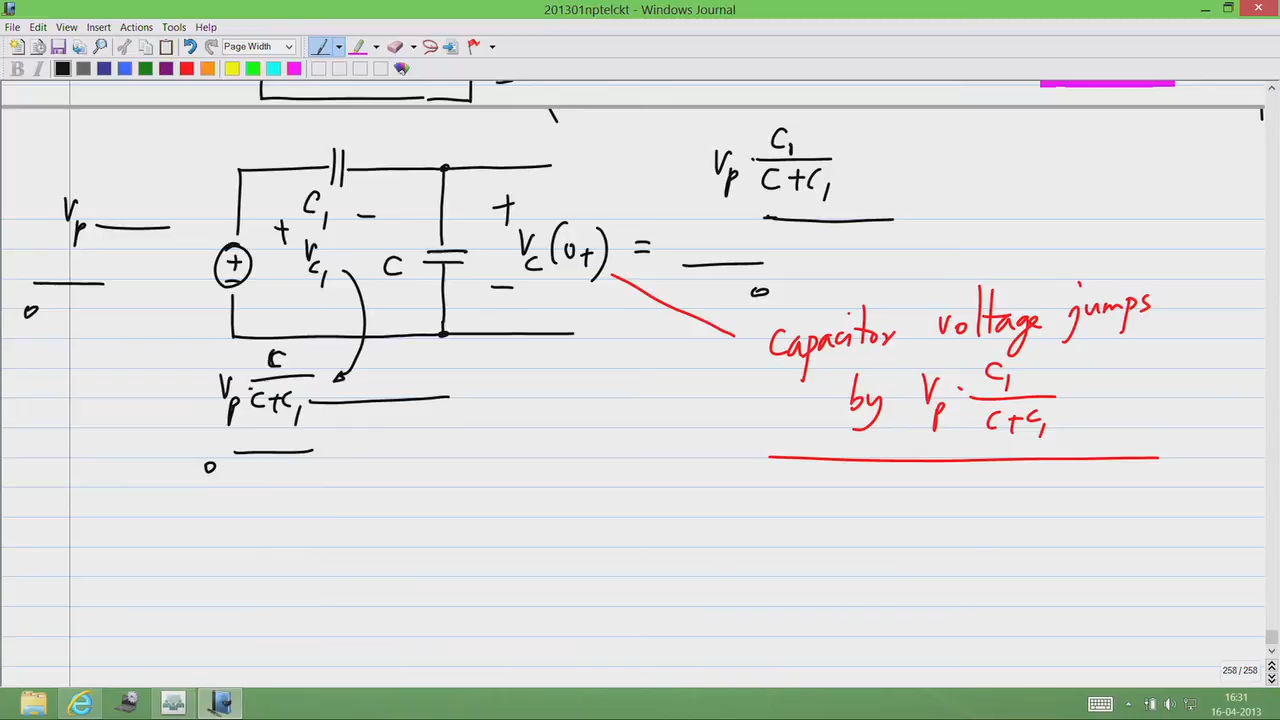 201301nptelckt - Windows Journal
File Edit View Insert Actions Tools Help
Page Width
B I
Vp
0
+
C1
-
+
Vc1
C
+
Vc(0+) =
-
Vp · C1
C + C1
0
Capacitor voltage jumps
by Vp · C1
C + C1
Vp · C
C + C1
0
258 / 258
16:31
16-04-2013